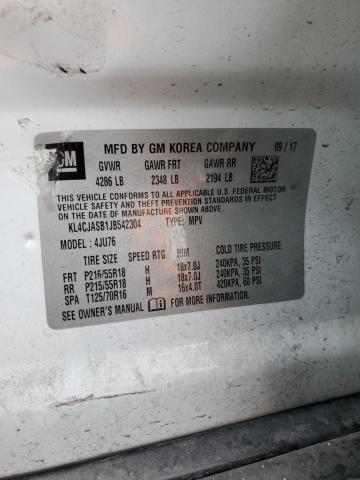 GM
MFD BY GM KOREA COMPANY 09 / 17
GVWR GAWR FRT GAWR RR
4286 LB 2348 LB 2194 LB
THIS VEHICLE CONFORMS TO ALL APPLICABLE U.S. FEDERAL MOTOR
VEHICLE SAFETY AND THEFT PREVENTION STANDARDS IN EFFECT ON
THE DATE OF MANUFACTURE SHOWN ABOVE.
KL4CJASB1JB542304 TYPE: MPV
MODEL : 4JU76
TIRE SIZE SPEED RTG RIM COLD TIRE PRESSURE
FRT P215/55R18 H 18x7.0J 240KPA, 35 PSI
RR P215/55R18 H 18x7.0J 240KPA, 35 PSI
SPA T125/70R16 M 16x4.0T 420KPA, 60 PSI
SEE OWNER'S MANUAL FOR MORE INFORMATION.